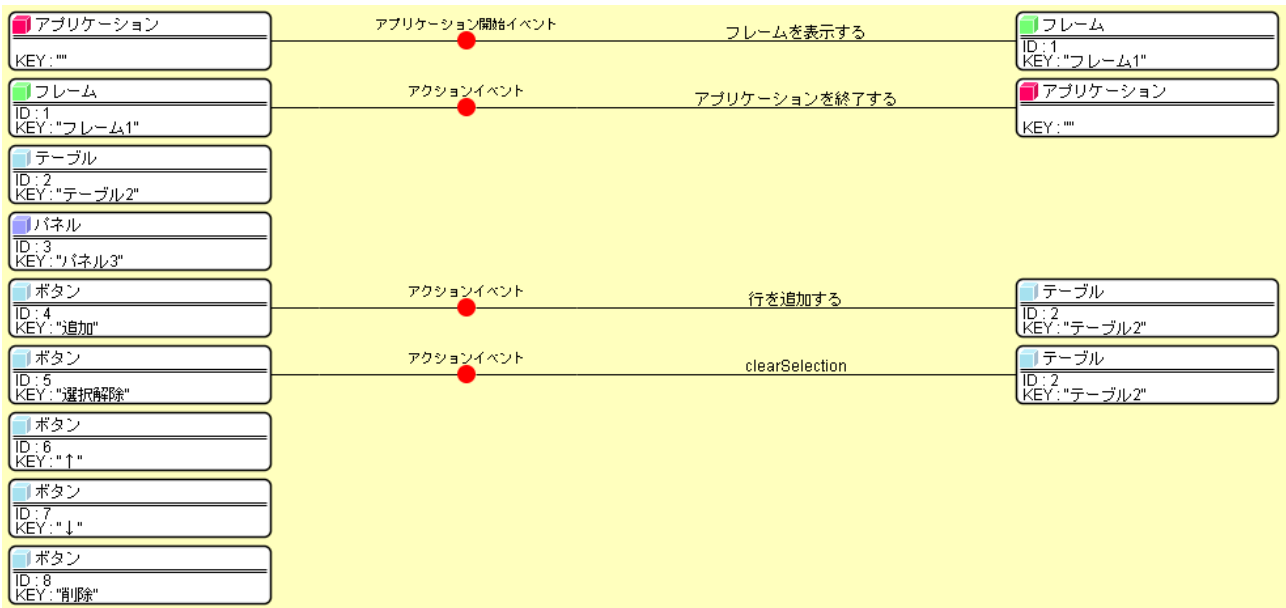 アプリケーション
KEY : ""
アプリケーション開始イベント
フレームを表示する
フレーム
ID : 1
KEY : "フレーム1"
フレーム
ID : 1
KEY : "フレーム1"
アクションイベント
アプリケーションを終了する
アプリケーション
KEY : ""
テーブル
ID : 2
KEY : "テーブル2"
パネル
ID : 3
KEY : "パネル3"
ボタン
ID : 4
KEY : "追加"
アクションイベント
行を追加する
テーブル
ID : 2
KEY : "テーブル2"
ボタン
ID : 5
KEY : "選択解除"
アクションイベント
clearSelection
テーブル
ID : 2
KEY : "テーブル2"
ボタン
ID : 6
KEY : "↑"
ボタン
ID : 7
KEY : "↓"
ボタン
ID : 8
KEY : "削除"